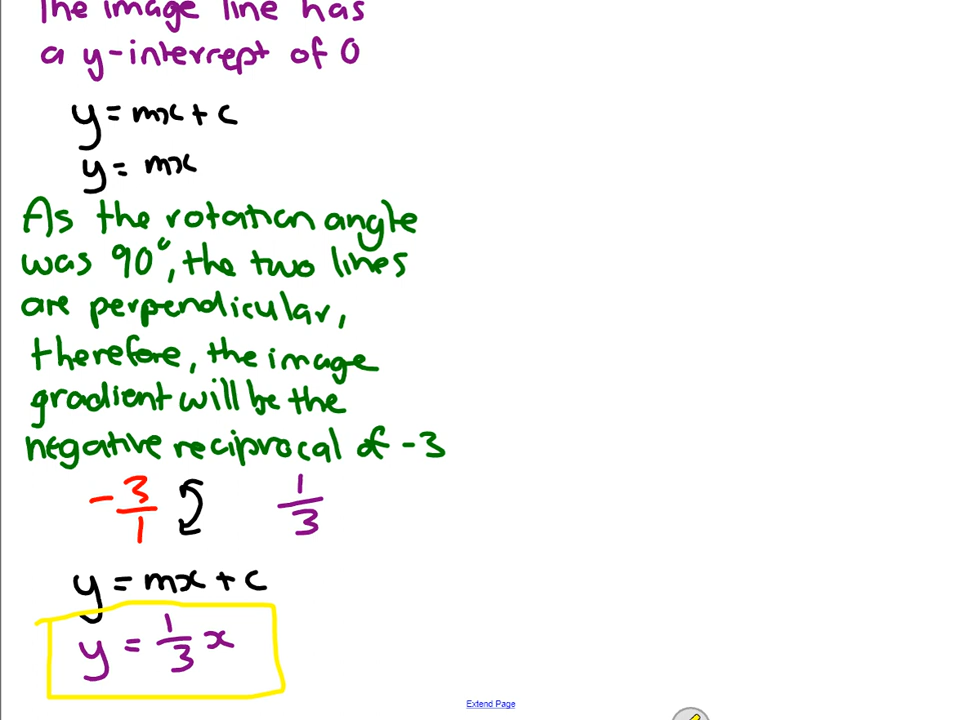 The image line has
a y-intercept of 0
y = mx + c
y = mx
As the rotation angle
was 90°, the two lines
are perpendicular,
therefore, the image
gradient will be the
negative reciprocal of -3
-3/1 1/3
y = mx + c
y = 1/3 x
Extend Page